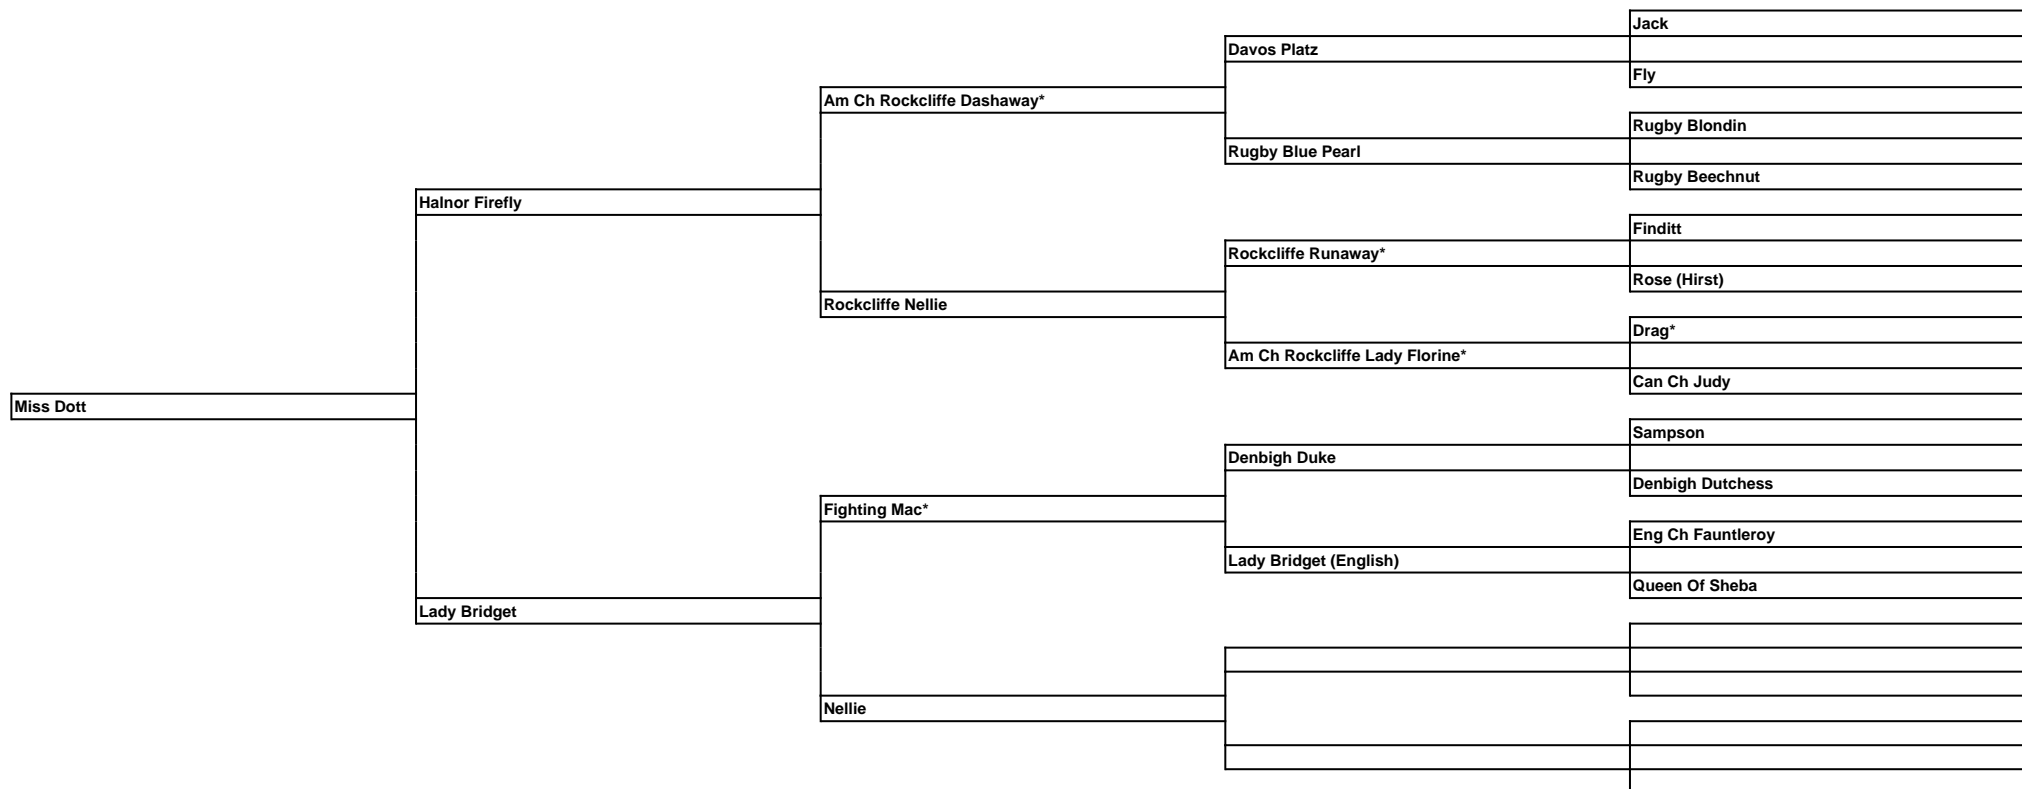 Jack
Davos Platz
Fly
Am Ch Rockcliffe Dashaway*
Rugby Blondin
Rugby Blue Pearl
Rugby Beechnut
Halnor Firefly
Finditt
Rockcliffe Runaway*
Rose (Hirst)
Rockcliffe Nellie
Drag*
Am Ch Rockcliffe Lady Florine*
Can Ch Judy
Miss Dott
Sampson
Denbigh Duke
Denbigh Dutchess
Fighting Mac*
Eng Ch Fauntleroy
Lady Bridget (English)
Queen Of Sheba
Lady Bridget
Nellie